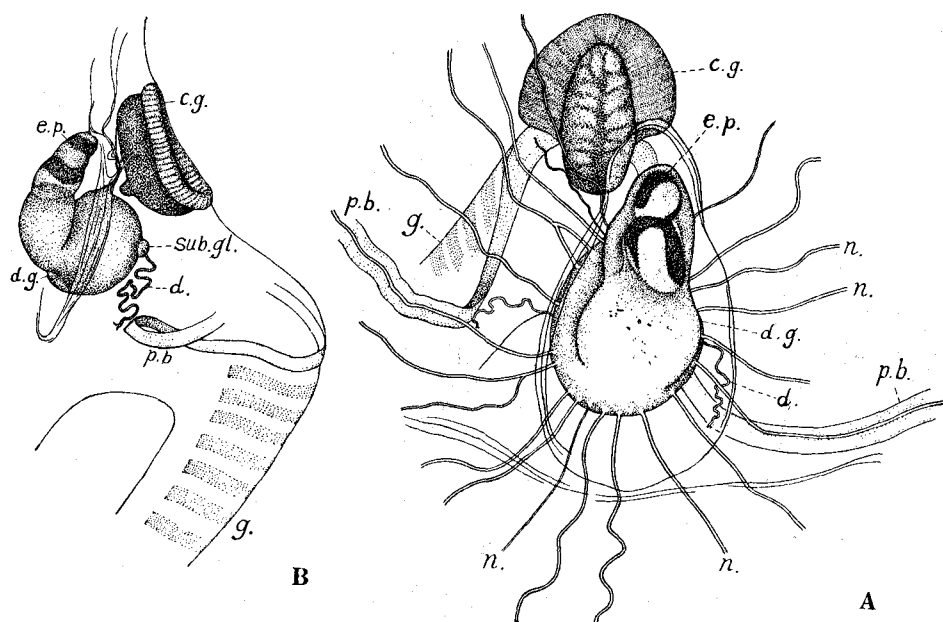 c.g.
e.p.
sub.gl.
d.g.
d.
p.b
g.
B
c.g.
e.p.
p.b.
g.
n.
n.
d.g.
p.b.
d.
n.
n.
A